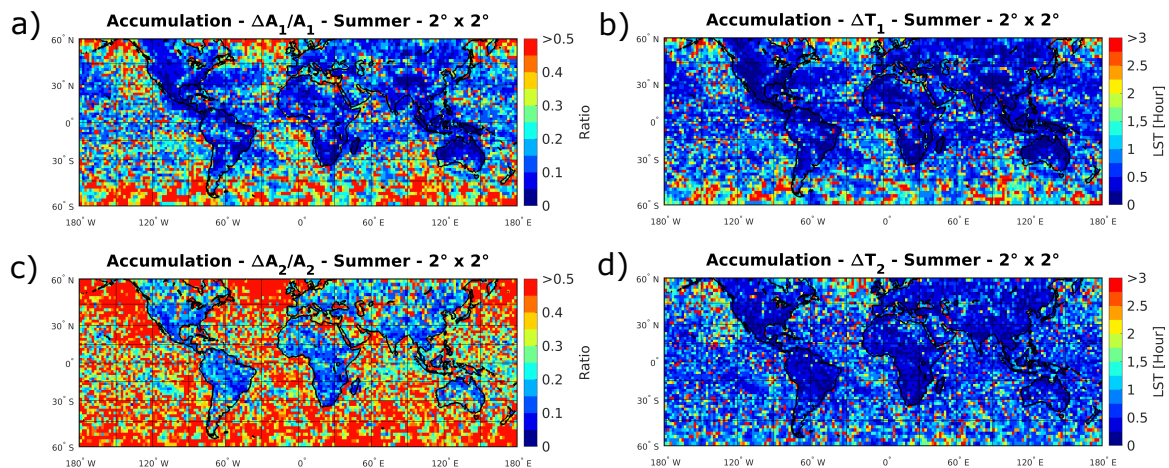 a)
Accumulation - ΔA₁/A₁ - Summer - 2° x 2°
60° N
30° N
0°
30° S
60° S
180° W 120° W 60° W 0° 60° E 120° E 180° E
>0.5
0.4
0.3
0.2
0.1
0
Ratio
b)
Accumulation - ΔT₁ - Summer - 2° x 2°
60° N
30° N
0°
30° S
60° S
180° W 120° W 60° W 0° 60° E 120° E 180° E
>3
2.5
2
1.5
1
0.5
0
LST [Hour]
c)
Accumulation - ΔA₂/A₂ - Summer - 2° x 2°
60° N
30° N
0°
30° S
60° S
180° W 120° W 60° W 0° 60° E 120° E 180° E
>0.5
0.4
0.3
0.2
0.1
0
Ratio
d)
Accumulation - ΔT₂ - Summer - 2° x 2°
60° N
30° N
0°
30° S
60° S
180° W 120° W 60° W 0° 60° E 120° E 180° E
>3
2.5
2
1.5
1
0.5
0
LST [Hour]